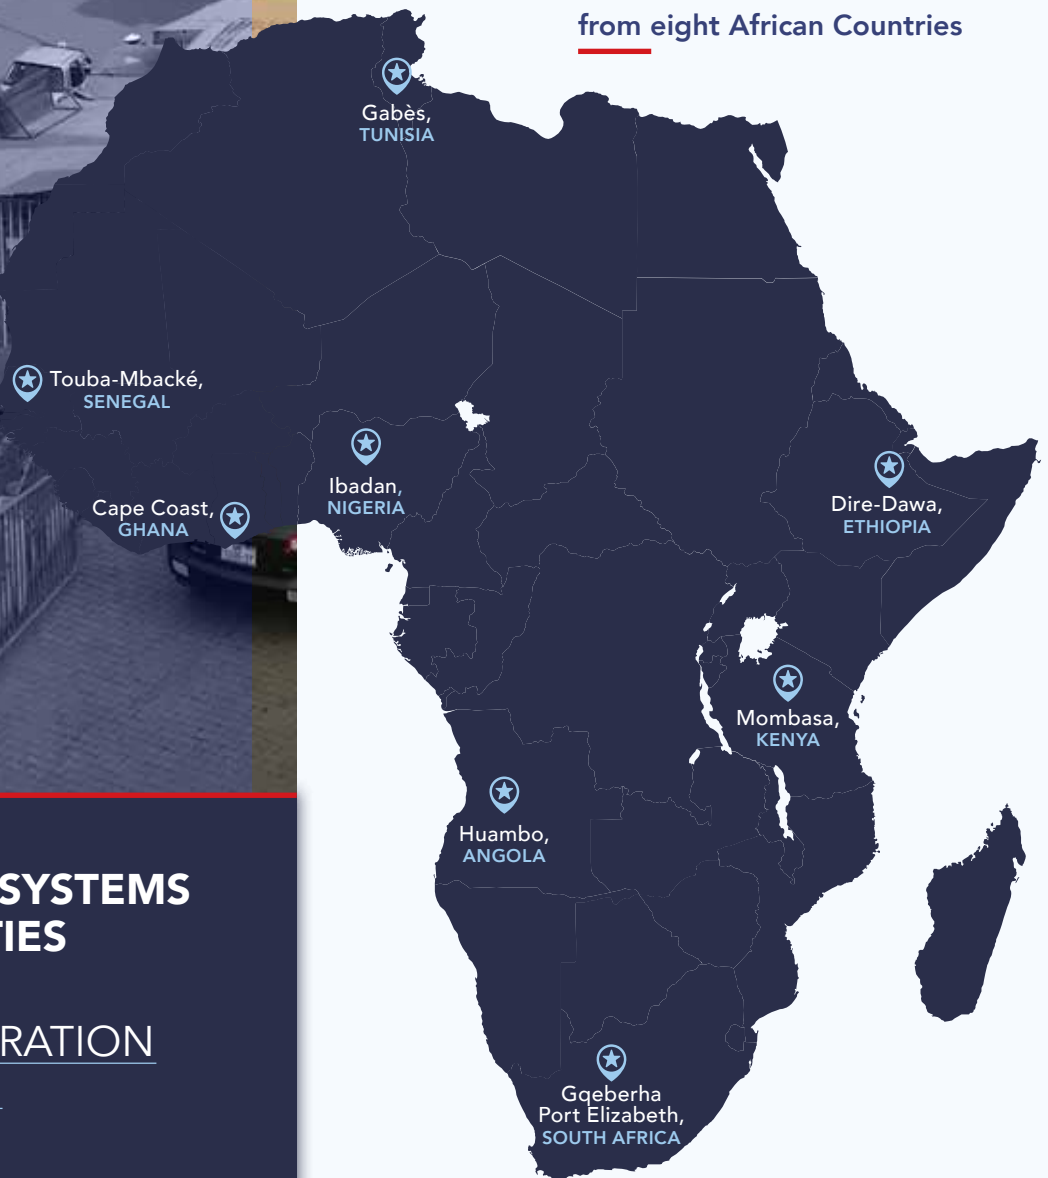 from eight African Countries
Gabès,
TUNISIA
Touba-Mbacké,
SENEGAL
Ibadan,
NIGERIA
Cape Coast,
GHANA
Dire-Dawa,
ETHIOPIA
Mombasa,
KENYA
Huambo,
ANGOLA
Gqeberha
Port Elizabeth,
SOUTH AFRICA
SYSTEMS
TIES
RATION